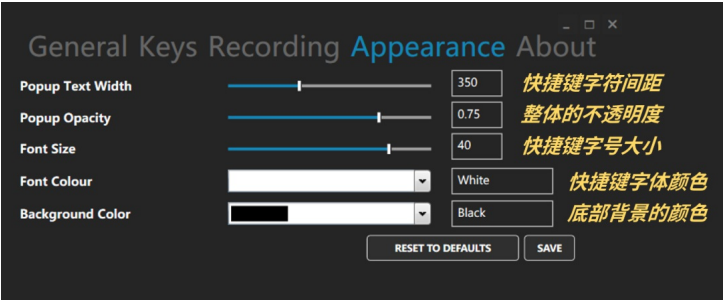 General Keys Recording Appearance About
Popup Text Width 350 快捷键字符间距
Popup Opacity 0.75 整体的不透明度
Font Size 40 快捷键字号大小
Font Colour White 快捷键字体颜色
Background Color Black 底部背景的颜色
RESET TO DEFAULTS SAVE